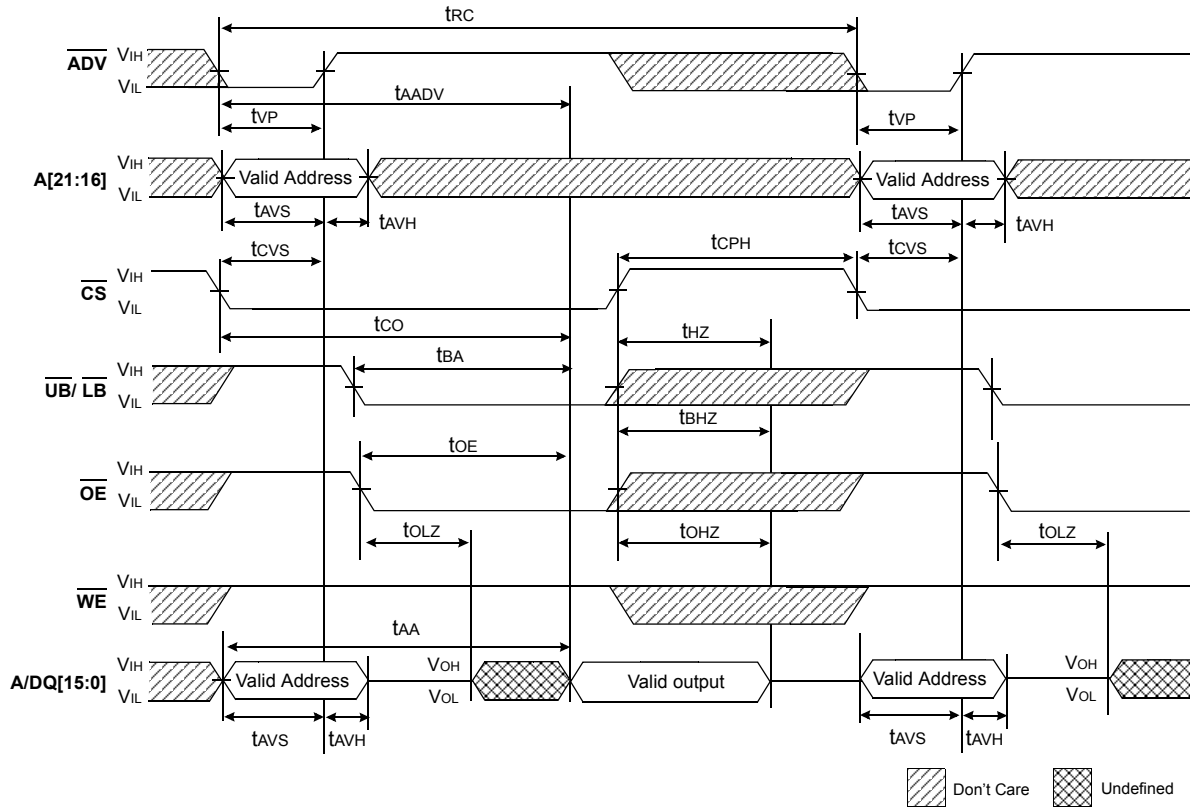 tRC
ADV VIH
VIL
tAADV
tVP tVP
A[21:16] VIH
VIL
Valid Address Valid Address
tAVS tAVH tAVS tAVH
tCVS tCPH tCVS
CS VIH
VIL
tCO tHZ
tBA
UB/ LB VIH
VIL
tBHZ
tOE
OE VIH
VIL
tOLZ tOHZ tOLZ
WE VIH
VIL
tAA
A/DQ[15:0] VIH
VIL
Valid Address VOH
VOL
Valid output Valid Address VOH
VOL
tAVS tAVH tAVS tAVH
Don't Care Undefined